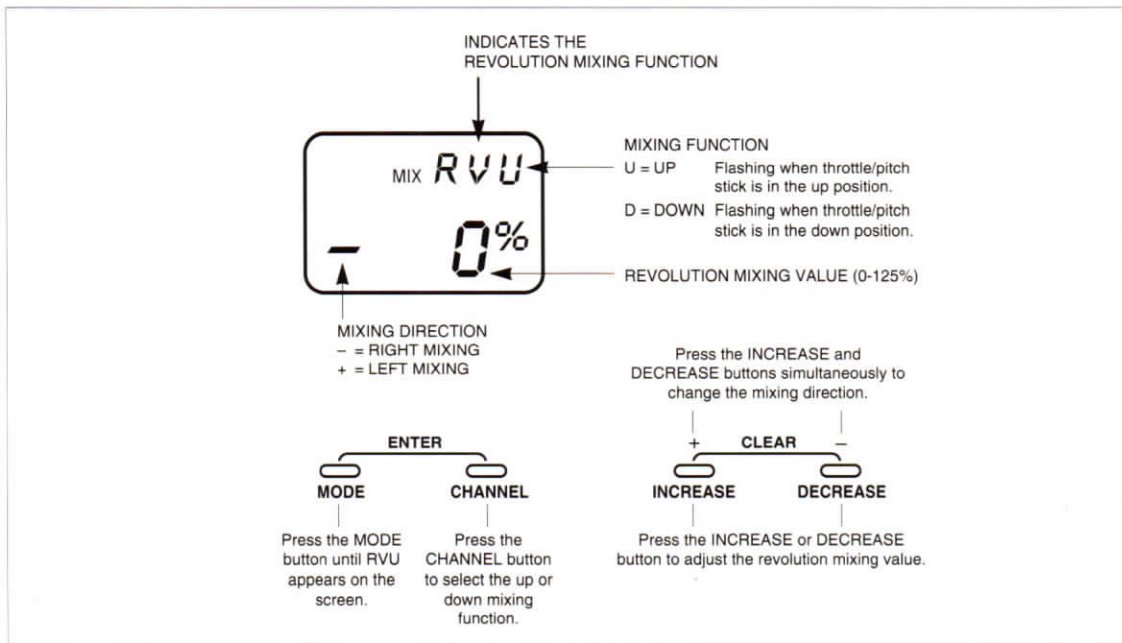 INDICATES THE
REVOLUTION MIXING FUNCTION
MIX RVU
0%
–
MIXING FUNCTION
U = UP Flashing when throttle/pitch
stick is in the up position.
D = DOWN Flashing when throttle/pitch
stick is in the down position.
REVOLUTION MIXING VALUE (0-125%)
MIXING DIRECTION
– = RIGHT MIXING
+ = LEFT MIXING
Press the INCREASE and
DECREASE buttons simultaneously to
change the mixing direction.
ENTER
MODE
CHANNEL
Press the MODE
button until RVU
appears on the
screen.
Press the
CHANNEL button
to select the up or
down mixing
function.
+ CLEAR –
INCREASE
DECREASE
Press the INCREASE or DECREASE
button to adjust the revolution mixing value.